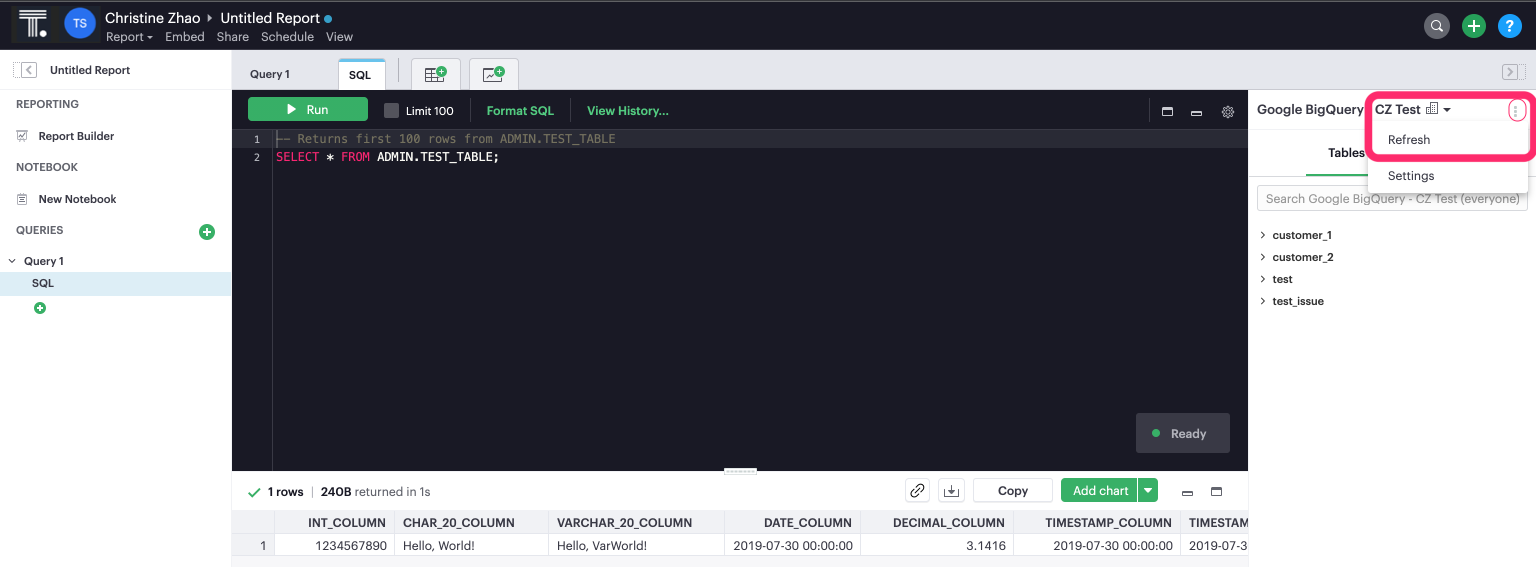 T.
TS
Christine Zhao
Untitled Report
Report
Embed
Share
Schedule
View
?
Untitled Report
REPORTING
Report Builder
NOTEBOOK
New Notebook
QUERIES
Query 1
SQL
Query 1
SQL
Run
Limit 100
Format SQL
View History...
1 -- Returns first 100 rows from ADMIN.TEST_TABLE
2 SELECT * FROM ADMIN.TEST_TABLE;
Ready
1 rows | 240B returned in 1s
Copy
Add chart
INT_COLUMN CHAR_20_COLUMN VARCHAR_20_COLUMN DATE_COLUMN DECIMAL_COLUMN TIMESTAMP_COLUMN TIMESTAM
1 1234567890 Hello, World! Hello, VarWorld! 2019-07-30 00:00:00 3.1416 2019-07-30 00:00:00 2019-07-3
Google BigQuery
CZ Test
Refresh
Tables
Settings
Search Google BigQuery - CZ Test (everyone)
customer_1
customer_2
test
test_issue